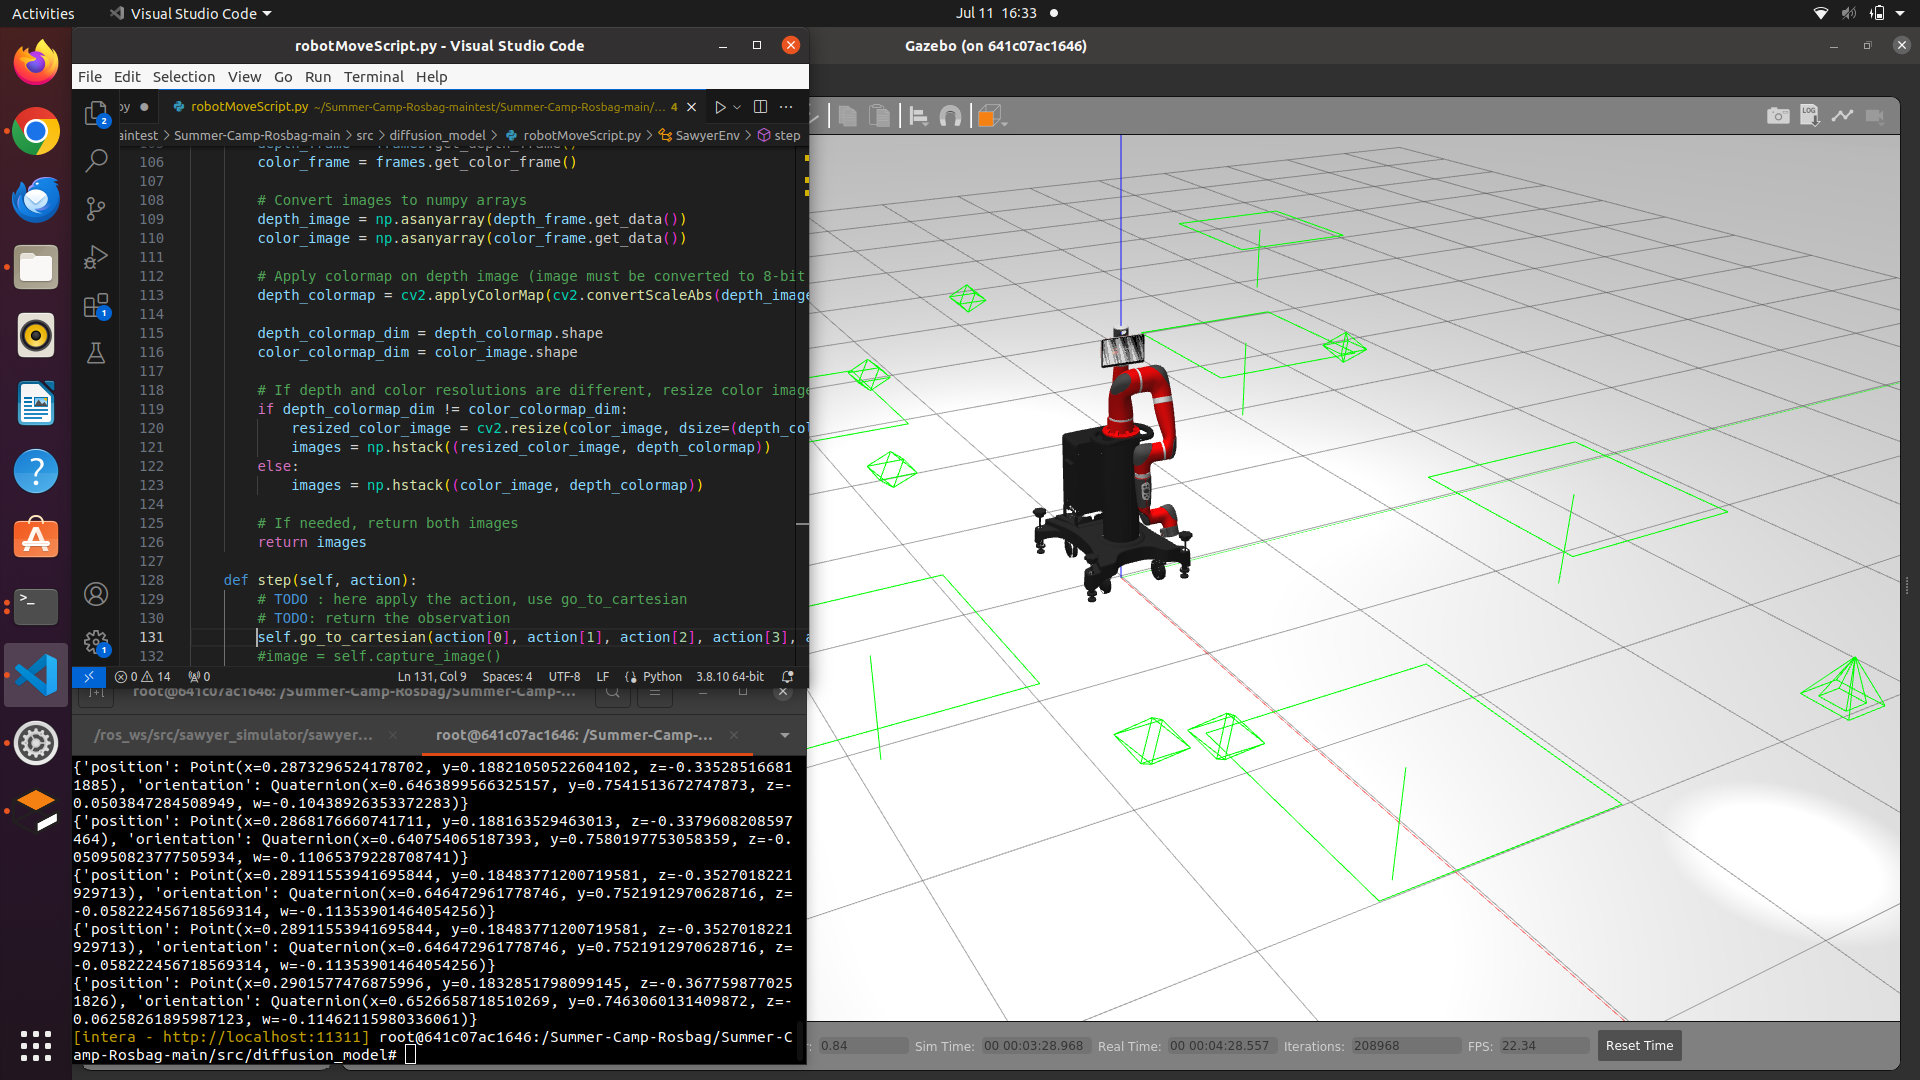 Activities
Visual Studio Code
Jul 11 16:33
robotMoveScript.py - Visual Studio Code
Gazebo (on 641c07ac1646)
File Edit Selection View Go Run Terminal Help
py
robotMoveScript.py ~/Summer-Camp-Rosbag-maintest/Summer-Camp-Rosbag-main/... 4
aintest > Summer-Camp-Rosbag-main > src > diffusion_model > robotMoveScript.py > SawyerEnv > step
106 color_frame = frames.get_color_frame()
107
108 # Convert images to numpy arrays
109 depth_image = np.asanyarray(depth_frame.get_data())
110 color_image = np.asanyarray(color_frame.get_data())
111
112 # Apply colormap on depth image (image must be converted to 8-bit
113 depth_colormap = cv2.applyColorMap(cv2.convertScaleAbs(depth_image
114
115 depth_colormap_dim = depth_colormap.shape
116 color_colormap_dim = color_image.shape
117
118 # If depth and color resolutions are different, resize color image
119 if depth_colormap_dim != color_colormap_dim:
120 resized_color_image = cv2.resize(color_image, dsize=(depth_col
121 images = np.hstack((resized_color_image, depth_colormap))
122 else:
123 images = np.hstack((color_image, depth_colormap))
124
125 # If needed, return both images
126 return images
127
128 def step(self, action):
129 # TODO : here apply the action, use go_to_cartesian
130 # TODO: return the observation
131 self.go_to_cartesian(action[0], action[1], action[2], action[3], a
132 #image = self.capture_image()
0 14 0 Ln 131, Col 9 Spaces: 4 UTF-8 LF Python 3.8.10 64-bit
root@641c07ac1646: /Summer-Camp-Rosbag/Summer-Camp-...
/ros_ws/src/sawyer_simulator/sawyer...
root@641c07ac1646: /Summer-Camp-...
{'position': Point(x=0.2873296524178702, y=0.18821050522604102, z=-0.33528516681
1885), 'orientation': Quaternion(x=0.6463899566325157, y=0.7541513672747873, z=-
0.0503847284508949, w=-0.10438926353372283)}
{'position': Point(x=0.2868176660741711, y=0.188163529463013, z=-0.3379608208597
464), 'orientation': Quaternion(x=0.640754065187393, y=0.7580197753058359, z=-0.
050950823777505934, w=-0.11065379228708741)}
{'position': Point(x=0.28911553941695844, y=0.18483771200719581, z=-0.3527018221
929713), 'orientation': Quaternion(x=0.646472961778746, y=0.7521912970628716, z=
-0.058222456718569314, w=-0.11353901464054256)}
{'position': Point(x=0.28911553941695844, y=0.18483771200719581, z=-0.3527018221
929713), 'orientation': Quaternion(x=0.646472961778746, y=0.7521912970628716, z=
-0.058222456718569314, w=-0.11353901464054256)}
{'position': Point(x=0.2901577476875996, y=0.1832851798099145, z=-0.367759877025
1826), 'orientation': Quaternion(x=0.6526658718510269, y=0.7463060131409872, z=-
0.06258261895987123, w=-0.11462115980336061)}
[intera - http://localhost:11311] root@641c07ac1646:/Summer-Camp-Rosbag/Summer-C
amp-Rosbag-main/src/diffusion_model#
0.84 Sim Time: 00 00:03:28.968 Real Time: 00 00:04:28.557 Iterations: 208968 FPS: 22.34 Reset Time
LOG